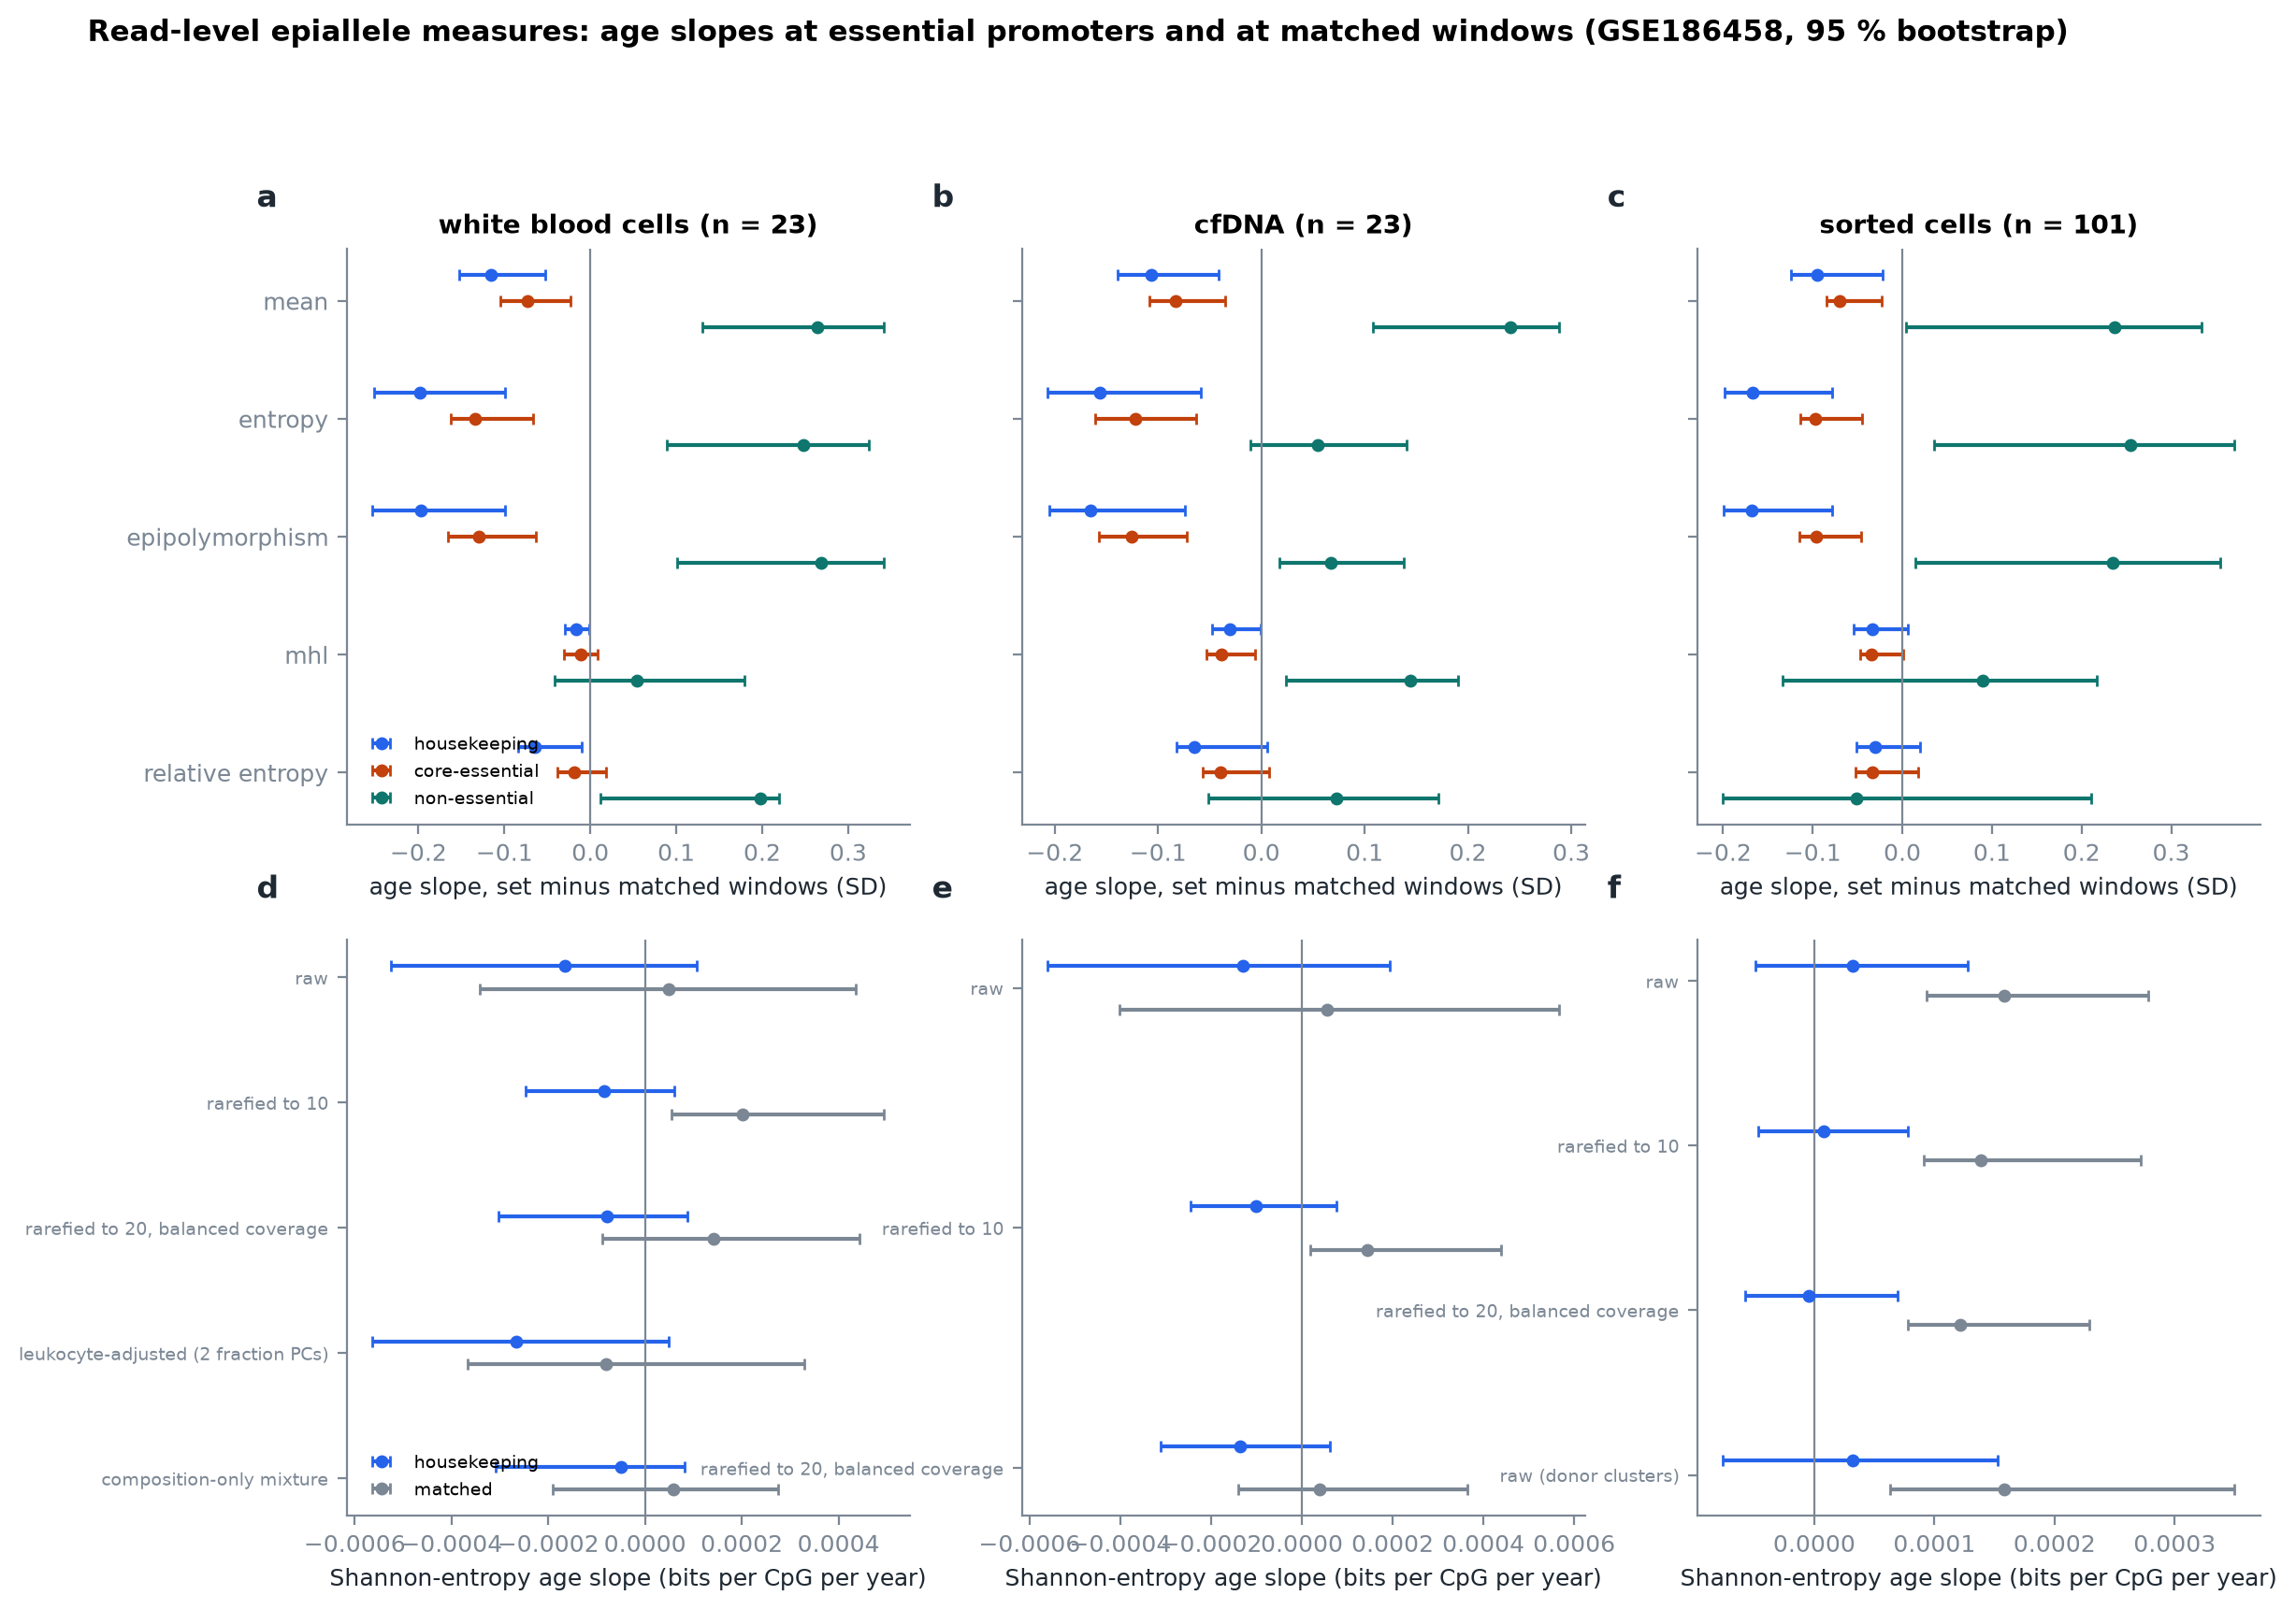 Read-level epiallele measures: age slopes at essential promoters and at matched windows (GSE186458, 95 % bootstrap)
a
white blood cells (n = 23)
mean
entropy
epipolymorphism
mhl
relative entropy
housekeeping
core-essential
non-essential
−0.2 −0.1 0.0 0.1 0.2 0.3
age slope, set minus matched windows (SD)
b
cfDNA (n = 23)
−0.2 −0.1 0.0 0.1 0.2 0.3
age slope, set minus matched windows (SD)
c
sorted cells (n = 101)
−0.2 −0.1 0.0 0.1 0.2 0.3
age slope, set minus matched windows (SD)
d
raw
rarefied to 10
rarefied to 20, balanced coverage
leukocyte-adjusted (2 fraction PCs)
composition-only mixture
housekeeping
matched
−0.0006 −0.0004 −0.0002 0.0000 0.0002 0.0004
Shannon-entropy age slope (bits per CpG per year)
e
raw
rarefied to 10
rarefied to 20, balanced coverage
−0.0006 −0.0004 −0.0002 0.0000 0.0002 0.0004 0.0006
Shannon-entropy age slope (bits per CpG per year)
f
raw
rarefied to 10
rarefied to 20, balanced coverage
raw (donor clusters)
0.0000 0.0001 0.0002 0.0003
Shannon-entropy age slope (bits per CpG per year)